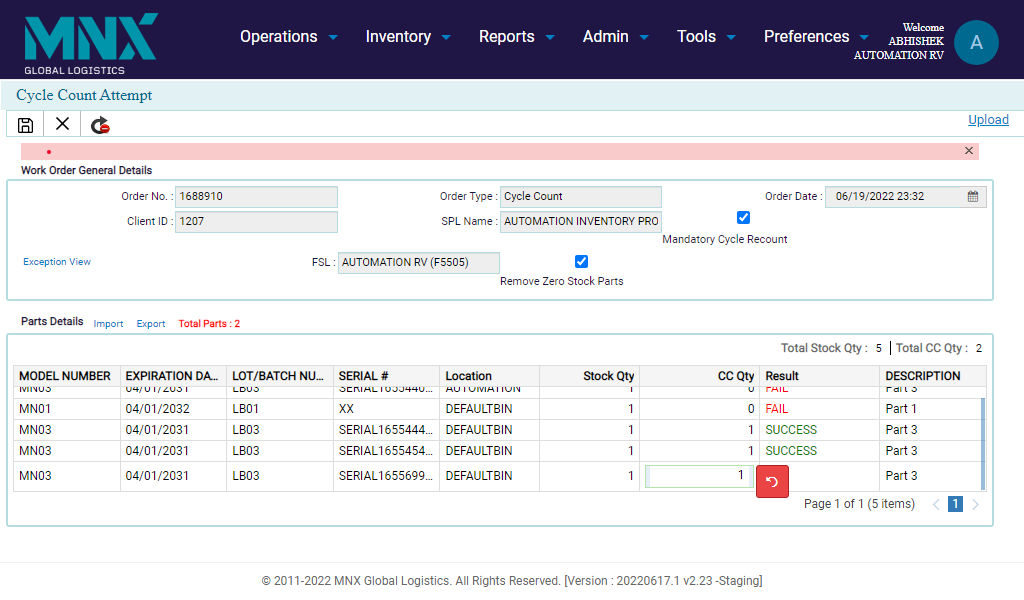 MNX
GLOBAL LOGISTICS
Operations Inventory Reports Admin Tools Preferences
Welcome
ABHISHEK
AUTOMATION RV
A
Cycle Count Attempt
Upload
Work Order General Details
Order No. : 1688910 Order Type : Cycle Count Order Date : 06/19/2022 23:32
Client ID : 1207 SPL Name : AUTOMATION INVENTORY PRO
Mandatory Cycle Recount
Exception View FSL : AUTOMATION RV (F5505)
Remove Zero Stock Parts
Parts Details Import Export Total Parts : 2
Total Stock Qty : 5 Total CC Qty : 2
MODEL NUMBER EXPIRATION DA... LOT/BATCH NU... SERIAL # Location Stock Qty CC Qty Result DESCRIPTION
MN03 04/01/2031 LB03 SERIAL1655440... AUTOMATION 1 0 FAIL Part 3
MN01 04/01/2032 LB01 XX DEFAULTBIN 1 0 FAIL Part 1
MN03 04/01/2031 LB03 SERIAL1655444... DEFAULTBIN 1 1 SUCCESS Part 3
MN03 04/01/2031 LB03 SERIAL1655454... DEFAULTBIN 1 1 SUCCESS Part 3
MN03 04/01/2031 LB03 SERIAL1655699... DEFAULTBIN 1 1 Part 3
Page 1 of 1 (5 items) 1
© 2011-2022 MNX Global Logistics. All Rights Reserved. [Version : 20220617.1 v2.23 -Staging]